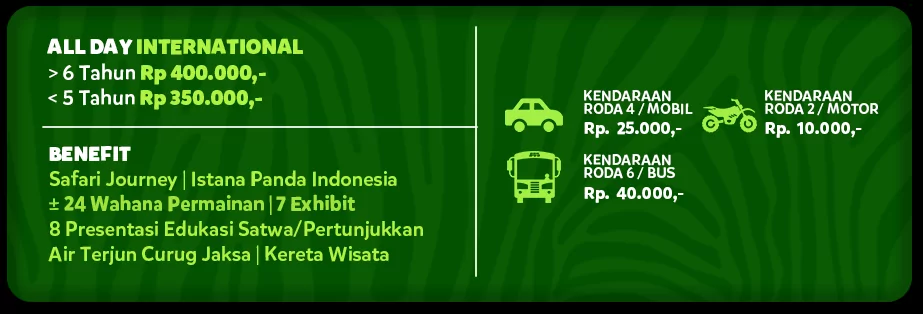 ALL DAY INTERNATIONAL
> 6 Tahun Rp 400.000,-
< 5 Tahun Rp 350.000,-
BENEFIT
Safari Journey | Istana Panda Indonesia
± 24 Wahana Permainan | 7 Exhibit
8 Presentasi Edukasi Satwa/Pertunjukkan
Air Terjun Curug Jaksa | Kereta Wisata
KENDARAAN
RODA 4 / MOBIL
Rp. 25.000,-
KENDARAAN
RODA 2 / MOTOR
Rp. 10.000,-
KENDARAAN
RODA 6 / BUS
Rp. 40.000,-